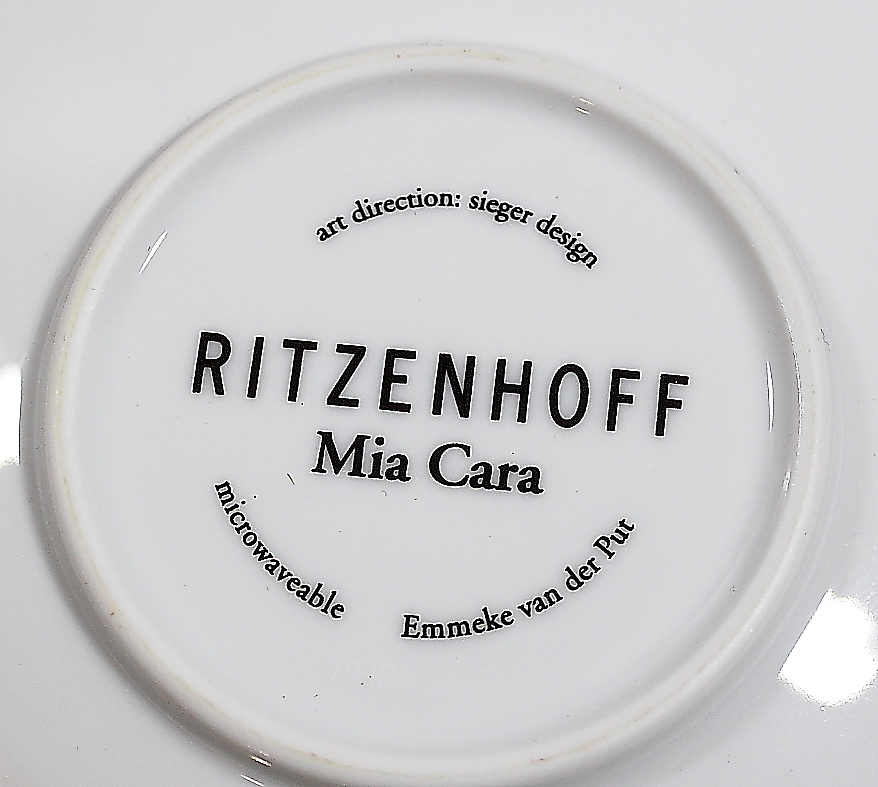 art direction: sieger design
RITZENHOFF
Mia Cara
microwaveable
Emmeke van der Put